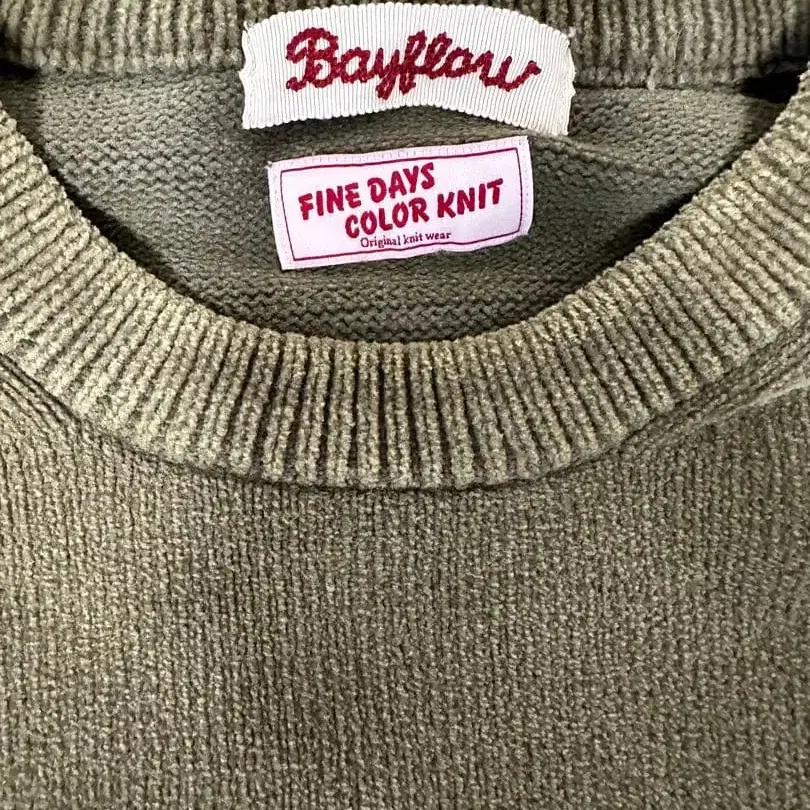 Bayflow
FINE DAYS
COLOR KNIT
Original knit wear